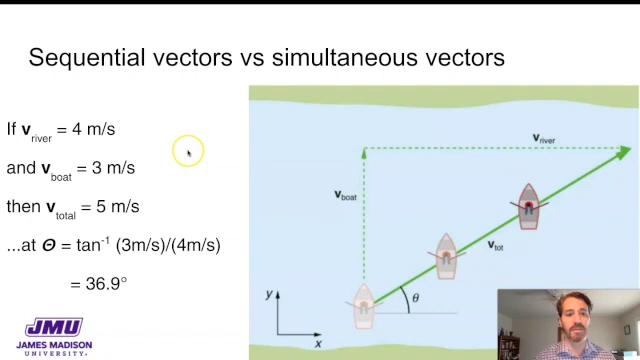 Sequential vectors vs simultaneous vectors
If v_river = 4 m/s
and v_boat = 3 m/s
then v_total = 5 m/s
...at Θ = tan⁻¹ (3m/s)/(4m/s)
= 36.9°
v_river
v_boat
v_tot
θ
y
x
JMU
JAMES MADISON
UNIVERSITY.